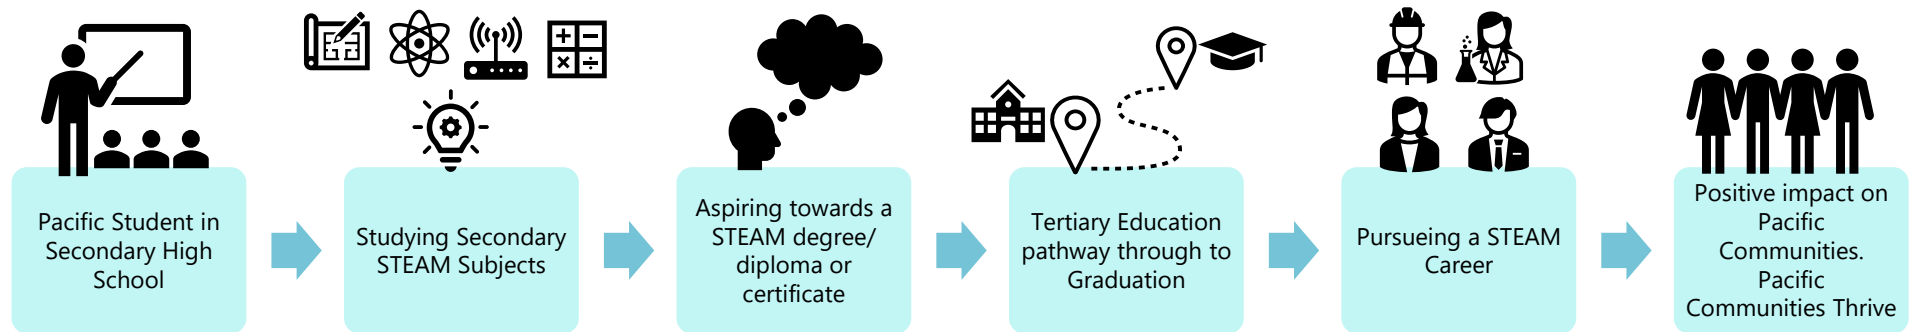 Pacific Student in
Secondary High
School
Studying Secondary
STEAM Subjects
Aspiring towards a
STEAM degree/
diploma or
certificate
Tertiary Education
pathway through to
Graduation
Pursueing a STEAM
Career
Positive impact on
Pacific
Communities.
Pacific
Communities Thrive